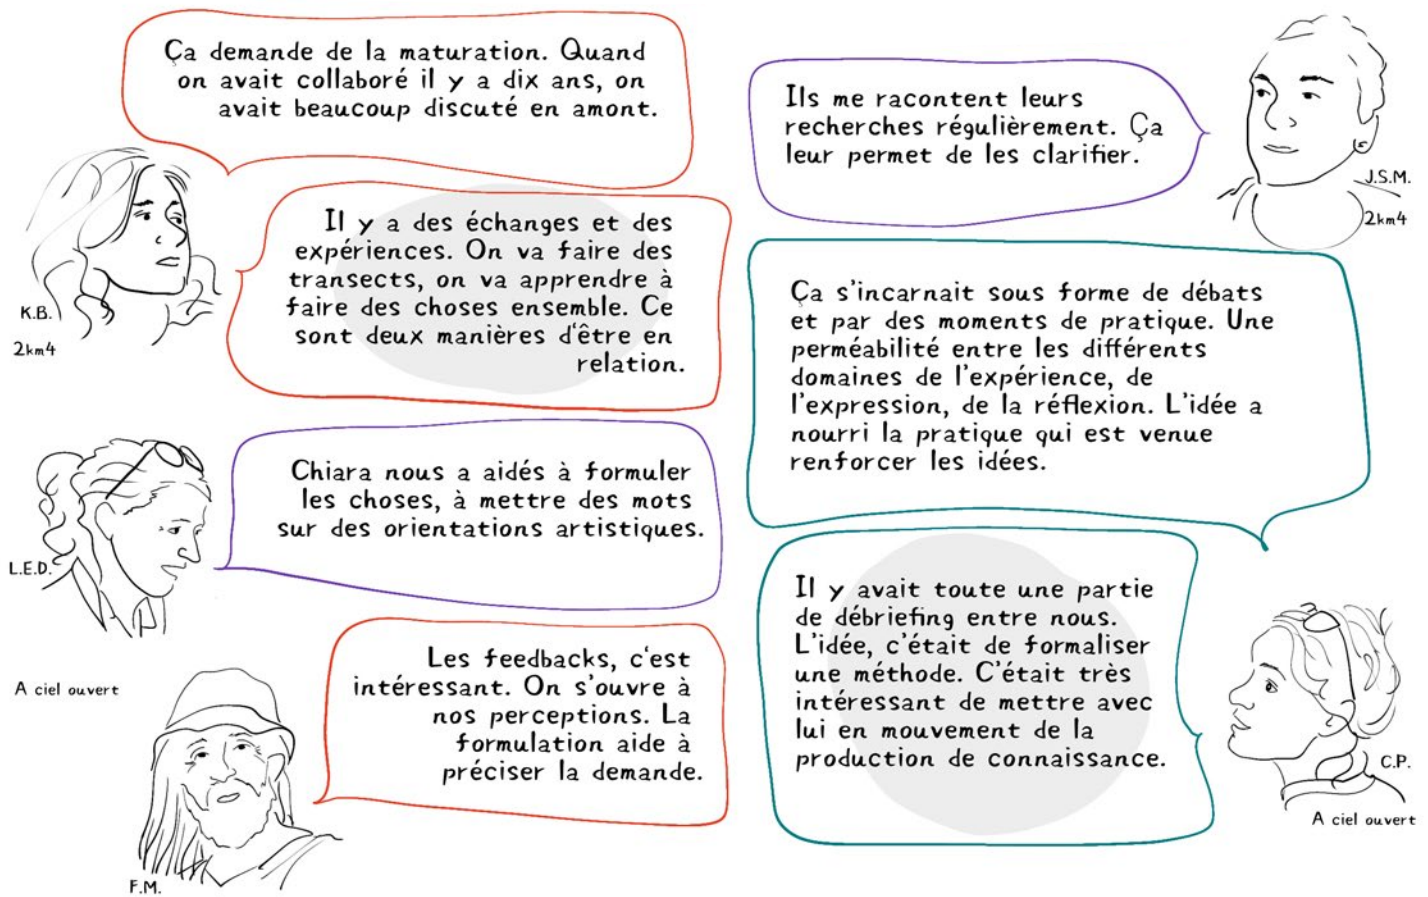 Ça demande de la maturation. Quand
on avait collaboré il y a dix ans, on
avait beaucoup discuté en amont.
Il y a des échanges et des
expériences. On va faire des
transects, on va apprendre à
faire des choses ensemble. Ce
sont deux manières d'être en
relation.
K.B.
2km4
Chiara nous a aidés à formuler
les choses, à mettre des mots
sur des orientations artistiques.
L.E.D.
A ciel ouvert
Les feedbacks, c'est
intéressant. On s'ouvre à
nos perceptions. La
formulation aide à
préciser la demande.
F.M.
Ils me racontent leurs
recherches régulièrement. Ça
leur permet de les clarifier.
J.S.M.
2km4
Ça s'incarnait sous forme de débats
et par des moments de pratique. Une
perméabilité entre les différents
domaines de l'expérience, de
l'expression, de la réflexion. L'idée a
nourri la pratique qui est venue
renforcer les idées.
Il y avait toute une partie
de débriefing entre nous.
L'idée, c'était de formaliser
une méthode. C'était très
intéressant de mettre avec
lui en mouvement de la
production de connaissance.
C.P.
A ciel ouvert